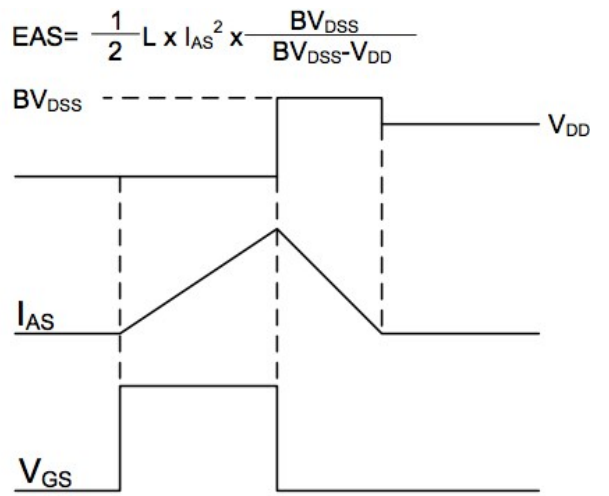 EAS= 1/2 L x IAS² x BVDSS/BVDSS-VDD
BVDSS
VDD
IAS
VGS